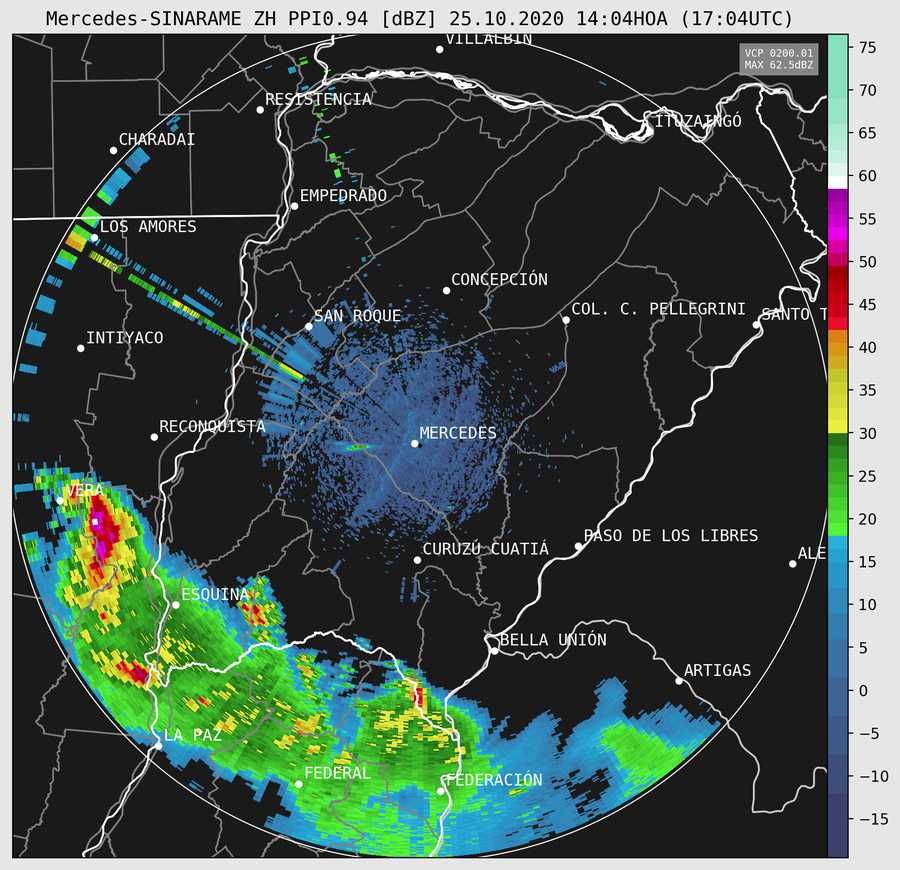 Mercedes-SINARAME ZH PPI0.94 [dBZ] 25.10.2020 14:04HOA (17:04UTC)
VCP 0200.01
MAX 62.5dBZ
VILLALBIN
RESISTENCIA
ITUZAINGÓ
CHARADAI
EMPEDRADO
LOS AMORES
CONCEPCIÓN
SAN ROQUE
COL. C. PELLEGRINI
SANTO T
INTIYACO
RECONQUISTA
MERCEDES
VERA
CURUZÚ CUATIÁ
PASO DE LOS LIBRES
ALE
ESQUINA
BELLA UNIÓN
ARTIGAS
LA PAZ
FEDERAL
FEDERACIÓN
75
70
65
60
55
50
45
40
35
30
25
20
15
10
5
0
−5
−10
−15